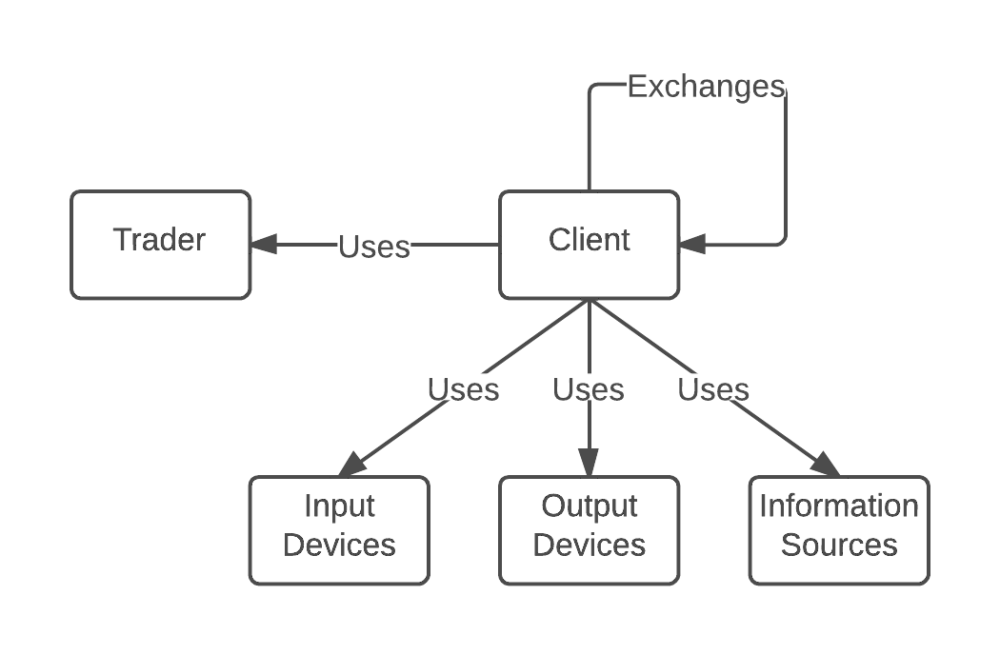 Exchanges
Trader
Uses
Client
Uses
Uses
Uses
Input
Devices
Output
Devices
Information
Sources